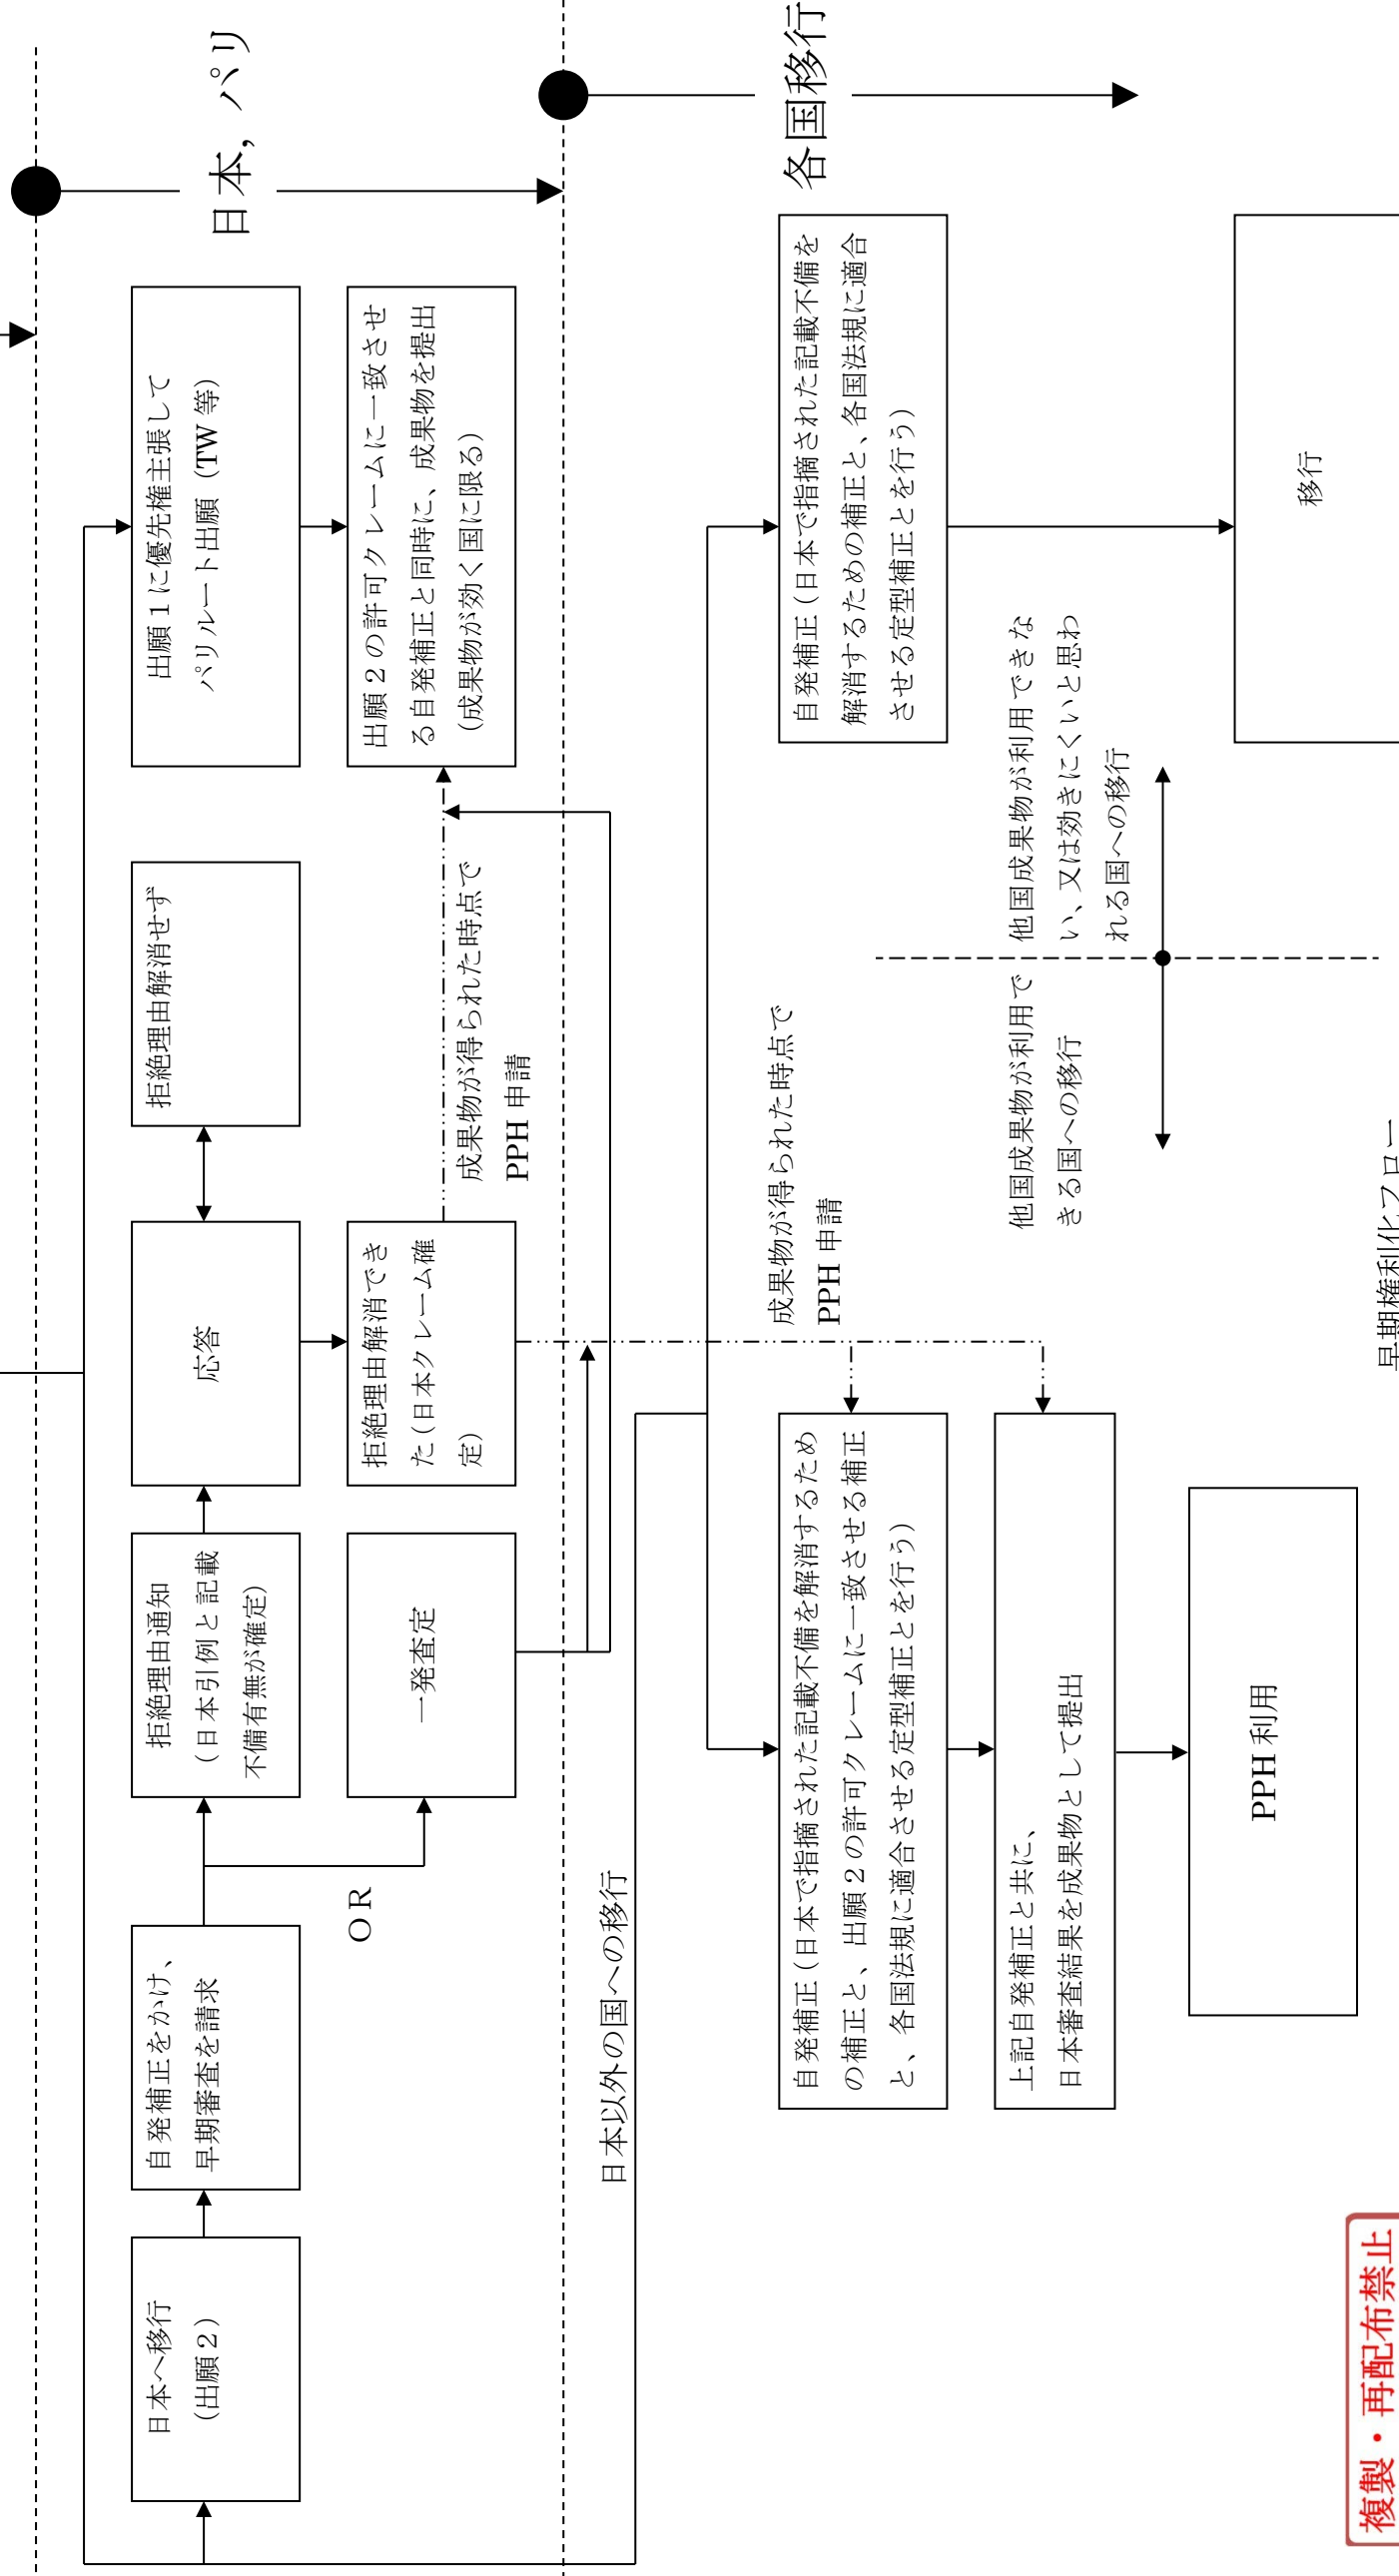 日本, パリ
出願１に優先権主張して
パリルート出願（TW 等）
拒絶理由解消せず
応答
拒絶理由通知
（日本引例と記載
不備有無が確定）
自発補正をかけ、
早期審査を請求
日本へ移行
（出願２）
出願２の許可クレームに一致させ
る自発補正と同時に、成果物を提出
（成果物が効く国に限る）
成果物が得られた時点で
PPH 申請
拒絶理由解消でき
た（日本クレーム確
定）
一発査定
OR
日本以外の国への移行
各国移行
自発補正（日本で指摘された記載不備を
解消するための補正と、各国法規に適合
させる定型補正とを行う）
成果物が得られた時点で
PPH 申請
自発補正（日本で指摘された記載不備を解消するため
の補正と、出願２の許可クレームに一致させる補正
と、各国法規に適合させる定型補正とを行う）
他国成果物が利用できな
い、又は効きにくいと思わ
れる国への移行
他国成果物が利用で
きる国への移行
上記自発補正と共に、
日本審査結果を成果物として提出
移行
PPH 利用
早期権利化フロー
複製・再配布禁止